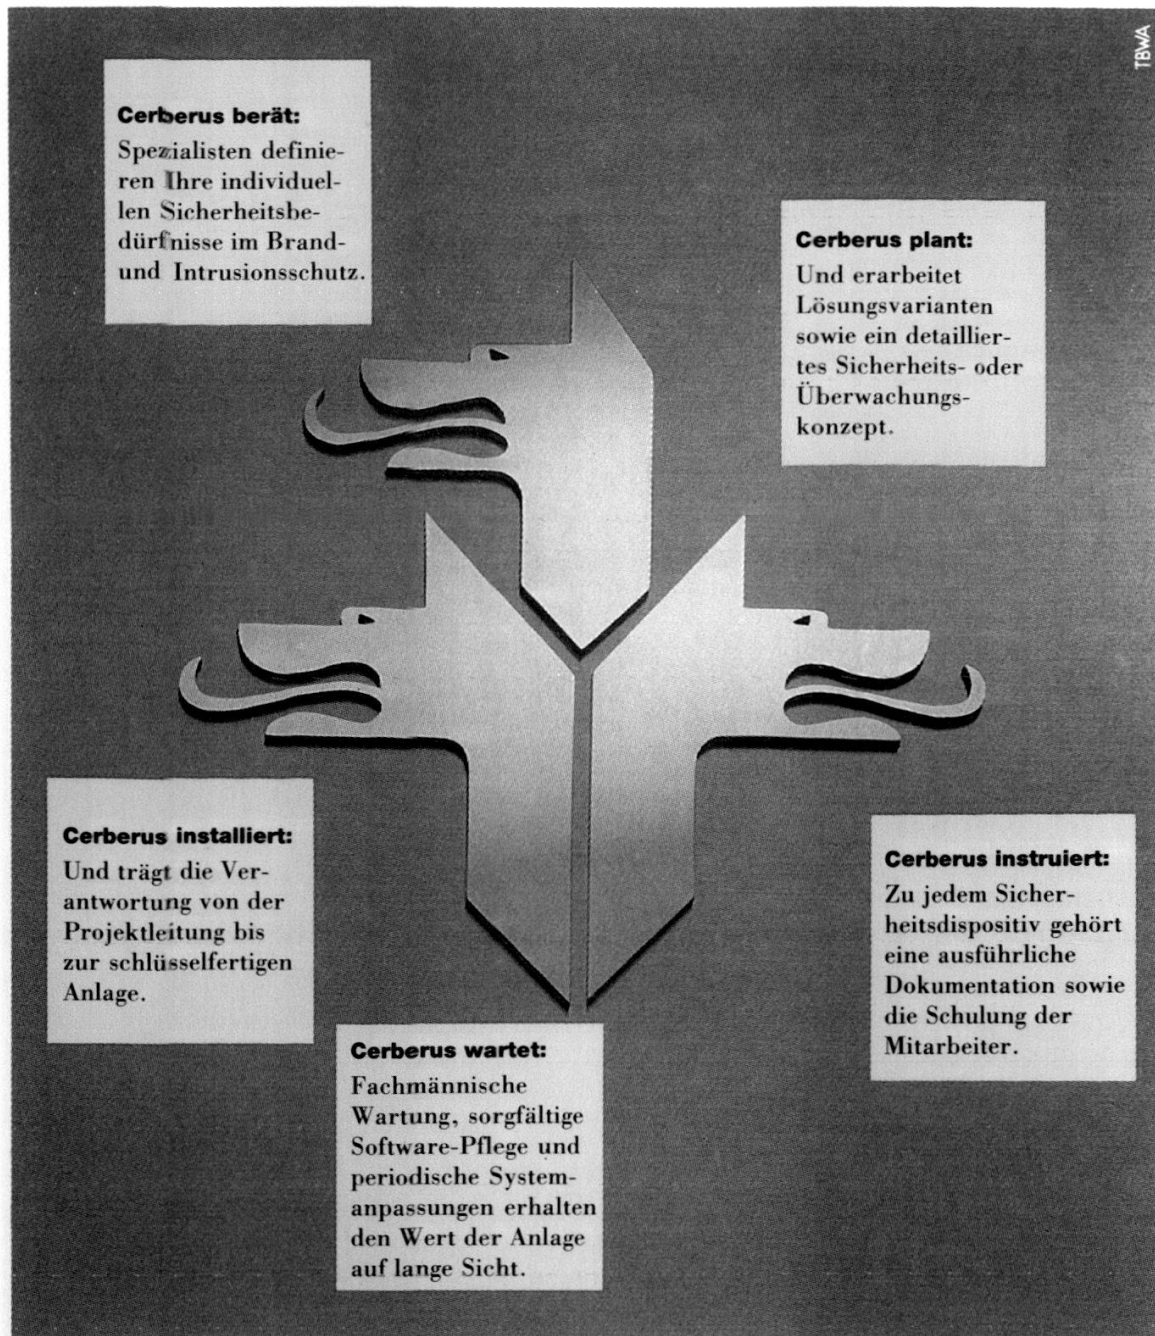 TBWA
Cerberus berät:
Spezialisten definie-
ren Ihre individuel-
len Sicherheitsbe-
dürfnisse im Brand-
und Intrusionsschutz.
Cerberus plant:
Und erarbeitet
Lösungsvarianten
sowie ein detaillier-
tes Sicherheits- oder
Überwachungs-
konzept.
Cerberus installiert:
Und trägt die Ver-
antwortung von der
Projektleitung bis
zur schlüsselfertigen
Anlage.
Cerberus instruiert:
Zu jedem Sicher-
heitsdispositiv gehört
eine ausführliche
Dokumentation sowie
die Schulung der
Mitarbeiter.
Cerberus wartet:
Fachmännische
Wartung, sorgfältige
Software-Pflege und
periodische System-
anpassungen erhalten
den Wert der Anlage
auf lange Sicht.